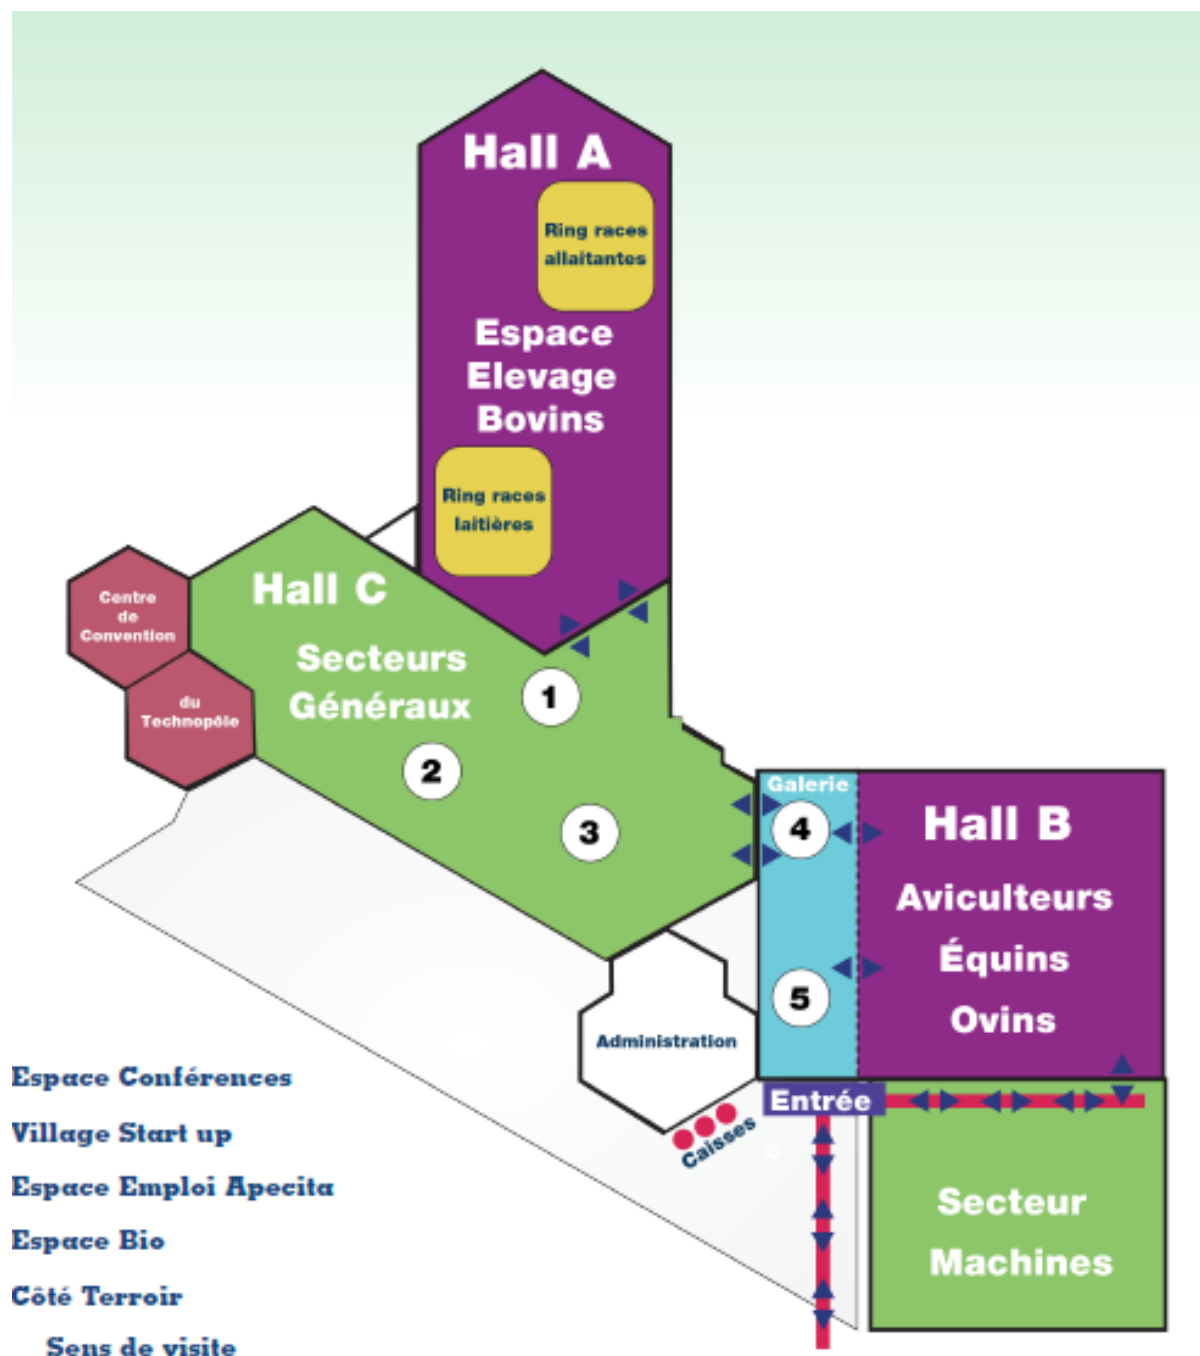 Hall A
Ring races
allaitantes
Espace
Elevage
Bovins
Ring races
laitières
Hall C
Secteurs
Généraux
Centre
de
Convention
du
Technopôle
1
2
3
Galerie
4
5
Hall B
Aviculteurs
Équins
Ovins
Administration
Entrée
Caisses
Secteur
Machines
Espace Conférences
Village Start up
Espace Emploi Apecita
Espace Bio
Côté Terroir
Sens de visite